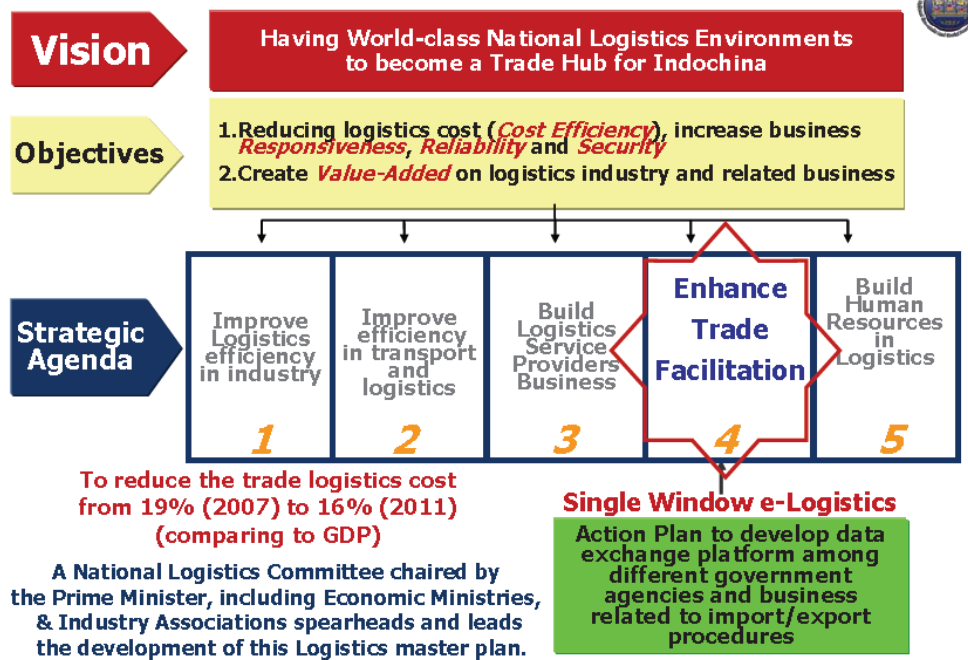 Vision
Having World-class National Logistics Environments
to become a Trade Hub for Indochina
Objectives
1.Reducing logistics cost (Cost Efficiency), increase business
Responsiveness, Reliability and Security
2.Create Value-Added on logistics industry and related business
Strategic
Agenda
Improve
Logistics
efficiency
in industry
1
Improve
efficiency
in transport
and
logistics
2
Build
Logistics
Service
Providers
Business
3
Enhance
Trade
Facilitation
4
Build
Human
Resources
in
Logistics
5
To reduce the trade logistics cost
from 19% (2007) to 16% (2011)
(comparing to GDP)
A National Logistics Committee chaired by
the Prime Minister, including Economic Ministries,
& Industry Associations spearheads and leads
the development of this Logistics master plan.
Single Window e-Logistics
Action Plan to develop data
exchange platform among
different government
agencies and business
related to import/export
procedures